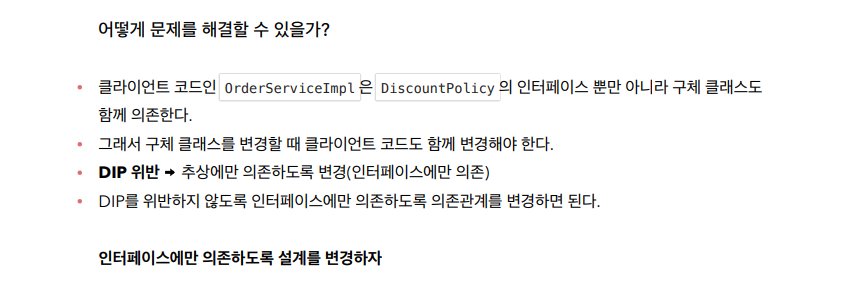 어떻게 문제를 해결할 수 있을가?
• 클라이언트 코드인 OrderServiceImpl 은 DiscountPolicy 의 인터페이스 뿐만 아니라 구체 클래스도
함께 의존한다.
• 그래서 구체 클래스를 변경할 때 클라이언트 코드도 함께 변경해야 한다.
• DIP 위반 → 추상에만 의존하도록 변경(인터페이스에만 의존)
• DIP를 위반하지 않도록 인터페이스에만 의존하도록 의존관계를 변경하면 된다.
인터페이스에만 의존하도록 설계를 변경하자